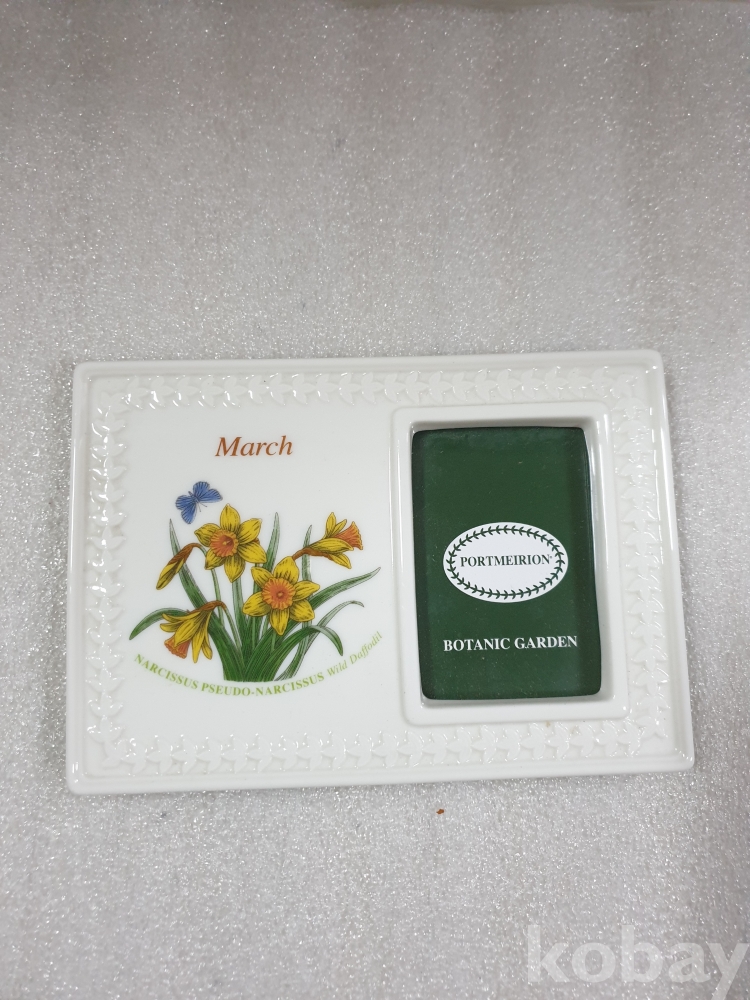 March
NARCISSUS PSEUDO-NARCISSUS Wild Daffodil
PORTMEIRION®
BOTANIC GARDEN
kobay